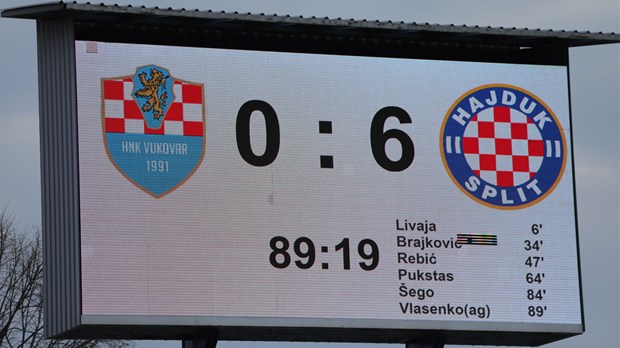 HNK VUKOVAR
1991
0 : 6
HAJDUK
SPLIT
89:19
Livaja 6'
Brajković 34'
Rebić 47'
Pukstas 64'
Šego 84'
Vlasenko(ag) 89'